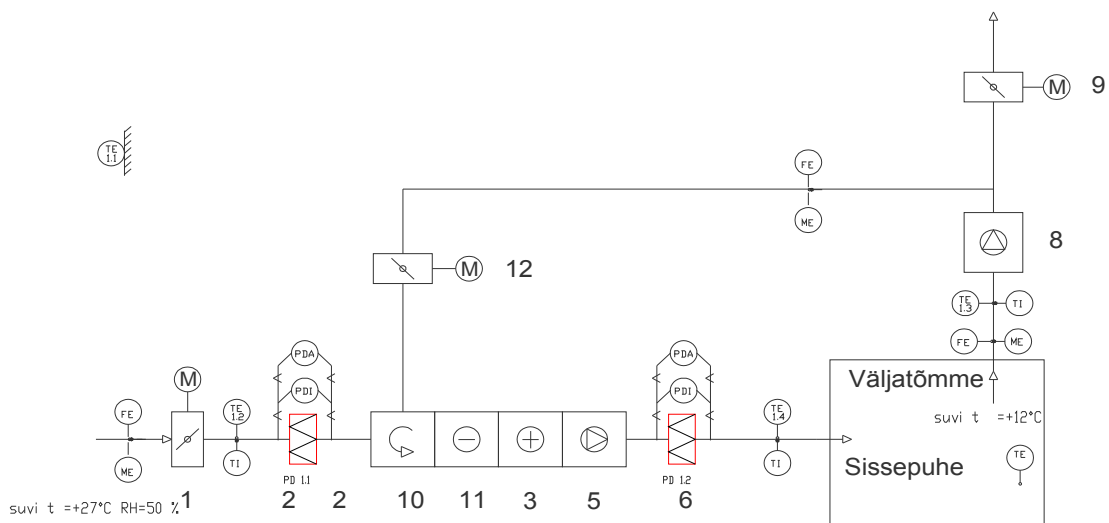 M
9
TE
1.1
FE
ME
8
M
12
TE
1.3
TI
FE
ME
PDA
PDA
Väljatõmme
M
PDI
PDI
suvi t =+12°C
FE
TE
1.2
TE
1.4
TE
ME
TI
TI
Sissepuhe
PD 1.1
PD 1.2
suvi t =+27°C RH=50 %
1
2
2
10
11
3
5
6